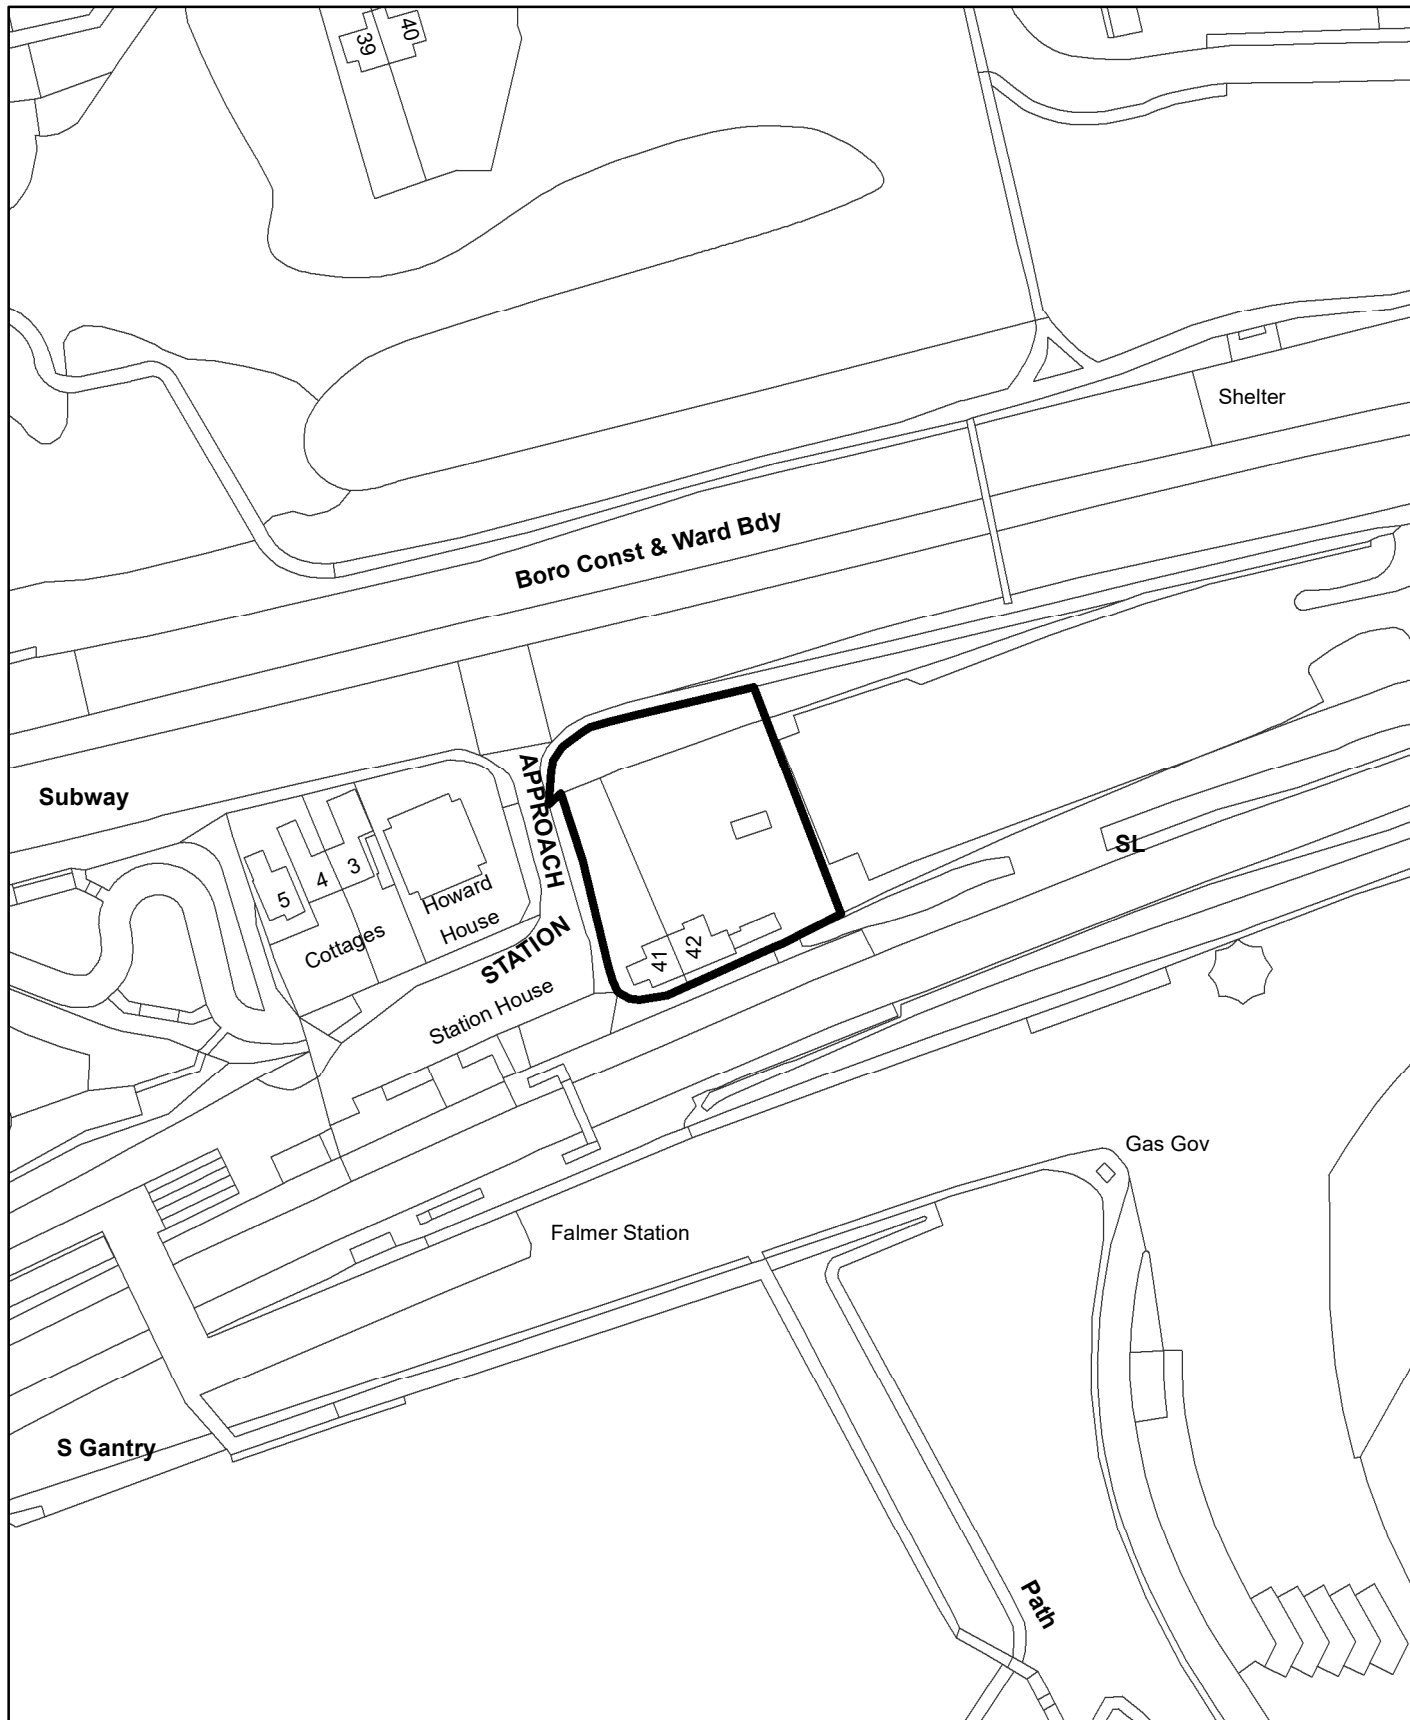 39
40
Shelter
Boro Const & Ward Bdy
Subway
APPROACH
SL
5
4
3
Howard
House
Cottages
STATION
41
42
Station House
Gas Gov
Falmer Station
S Gantry
Path